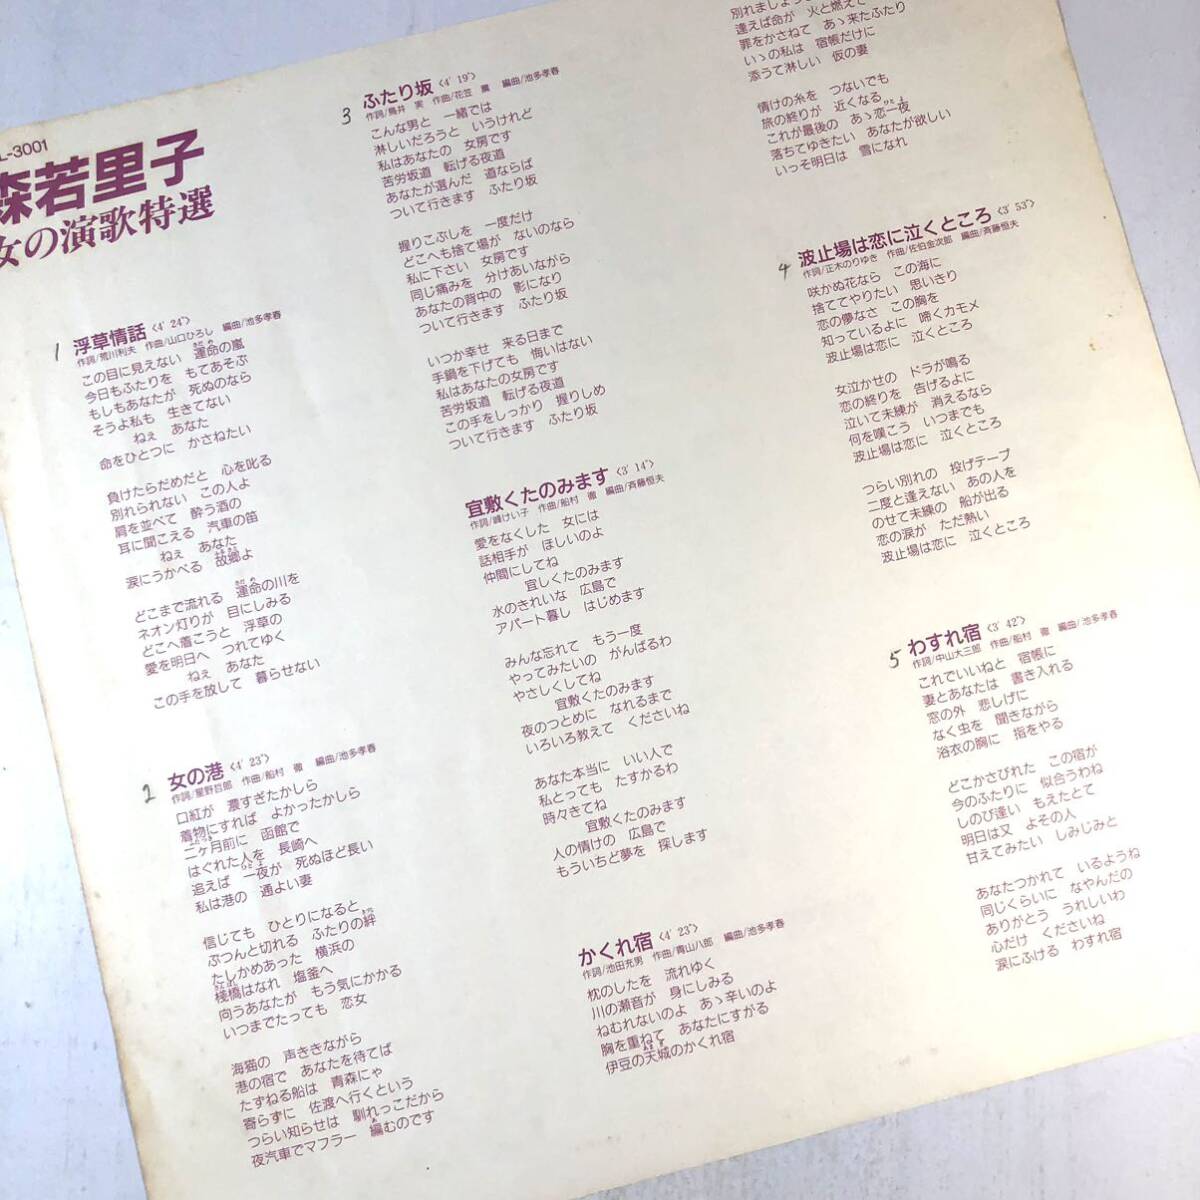 L-3001
森若里子
女の演歌特選
1 浮草情話〈4′24″〉
作詞/荒川利夫 作曲/山口ひろし 編曲/池多孝春
この目に見えない 運命の嵐
今日もふたりを もてあそぶ
もしもあなたが 死ぬのなら
そうよ私も 生きてない
ねぇ あなた
命をひとつに かさねたい
負けたらだめだと 心を叱る
別れられない この人よ
肩を並べて 酔う酒の
耳に聞こえる 汽車の笛
ねぇ あなた
涙にうかべる 故郷よ
どこまで流れる 運命の川を
ネオン灯りが 目にしみる
どこへ着こうと 浮草の
愛を明日へ つれてゆく
ねぇ あなた
この手を放して 暮らせない
2 女の港〈4′23″〉
作詞/星野哲郎 作曲/船村 徹 編曲/池多孝春
口紅が 濃すぎたかしら
着物にすれば よかったかしら
二ヶ月前に 函館で
はぐれた人を 長崎へ
追えば 一夜が 死ぬほど長い
私は港の 通よい妻
信じても ひとりになると
ぷつんと切れる ふたりの絆
たしかめあった 横浜の
桟橋はなれ 塩釜へ
向うあなたが もう気にかかる
いつまでたっても 恋女
海猫の 声ききながら
港の宿で あなたを待てば
たずねる船は 青森にゃ
寄らずに 佐渡へ行くという
つらい知らせは 馴れっこだから
夜汽車でマフラー 編むのです
3 ふたり坂〈4′19″〉
作詞/鳥井 実 作曲/花笠 薫 編曲/池多孝春
こんな男と 一緒では
淋しいだろうと いうけれど
私はあなたの 女房です
苦労坂道 転げる夜道
あなたが選んだ 道ならば
ついて行きます ふたり坂
握りこぶしを 一度だけ
どこへも捨て場が ないのなら
私に下さい 女房です
同じ痛みを 分けあいながら
あなたの背中の 影になり
ついて行きます ふたり坂
いつか幸せ 来る日まで
手鍋を下げても 悔いはない
私はあなたの女房です
苦労坂道 転げる夜道
この手をしっかり 握りしめ
ついて行きます ふたり坂
宜敷くたのみます〈3′14″〉
作詞/峰けい子 作曲/船村 徹 編曲/斉藤恒夫
愛をなくした 女には
話相手が ほしいのよ
仲間にしてね
宜しくたのみます
水のきれいな 広島で
アパート暮し はじめます
みんな忘れて もう一度
やってみたいの がんばるわ
やさしくしてね
宜敷くたのみます
夜のつとめに なれるまで
いろいろ教えて くださいね
あなた本当に いい人で
私とっても たすかるわ
時々きてね
宜敷くたのみます
人の情けの 広島で
もういちど夢を 探します
かくれ宿〈4′23″〉
作詞/池田充男 作曲/青山八郎 編曲/池多孝春
枕のしたを 流れゆく
川の瀬音が 身にしみる
ねむれないのよ あゝ辛いのよ
胸を重ねて あなたにすがる
伊豆の天城のかくれ宿
別れましょうと
逢えば命が 火と燃えて
罪をかさねて あゝ来たふたり
いゝの私は 宿帳だけに
添うて淋しい 仮の妻
情けの糸を つないでも
旅の終りが 近くなる
これが最後の あゝ恋一夜
落ちてゆきたい あなたが欲しい
いっそ明日は 雪になれ
4 波止場は恋に泣くところ〈3′53″〉
作詞/正木のりゆき 作曲/佐伯金次郎 編曲/斉藤恒夫
咲かぬ花なら この海に
捨ててやりたい 思いきり
恋の儚なさ この胸を
知っているよに 啼くカモメ
波止場は恋に 泣くところ
女泣かせの ドラが鳴る
恋の終りを 告げるよに
泣いて未練が 消えるなら
何を嘆こう いつまでも
波止場は恋に 泣くところ
つらい別れの 投げテープ
二度と逢えない あの人を
のせて未練の 船が出る
恋の涙が ただ熱い
波止場は恋に 泣くところ
5 わすれ宿〈3′42″〉
作詞/中山大三郎 作曲/船村 徹 編曲/池多孝春
これでいいねと 宿帳に
妻とあなたは 書き入れる
窓の外 悲しげに
なく虫を 聞きながら
浴衣の胸に 指をやる
どこかさびれた この宿が
今のふたりに 似合うわね
しのび逢い もえたとて
明日は又 よその人
甘えてみたい しみじみと
あなたつかれて いるようね
同じくらいに なやんだの
ありがとう うれしいわ
心だけ くださいね
涙にふける わすれ宿